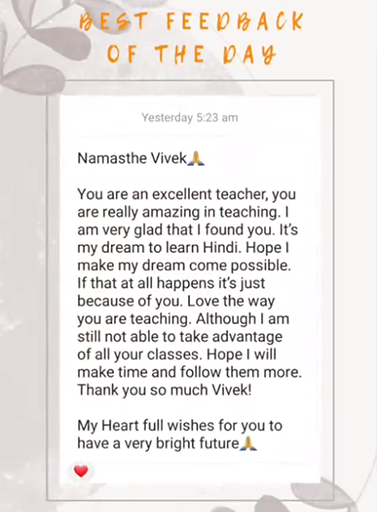 BEST FEEDBACK
OF THE DAY
Yesterday 5:23 am
Namasthe Vivek🙏
You are an excellent teacher, you
are really amazing in teaching. I
am very glad that I found you. It's
my dream to learn Hindi. Hope I
make my dream come possible.
If that at all happens it's just
because of you. Love the way
you are teaching. Although I am
still not able to take advantage
of all your classes. Hope I will
make time and follow them more.
Thank you so much Vivek!
My Heart full wishes for you to
have a very bright future🙏